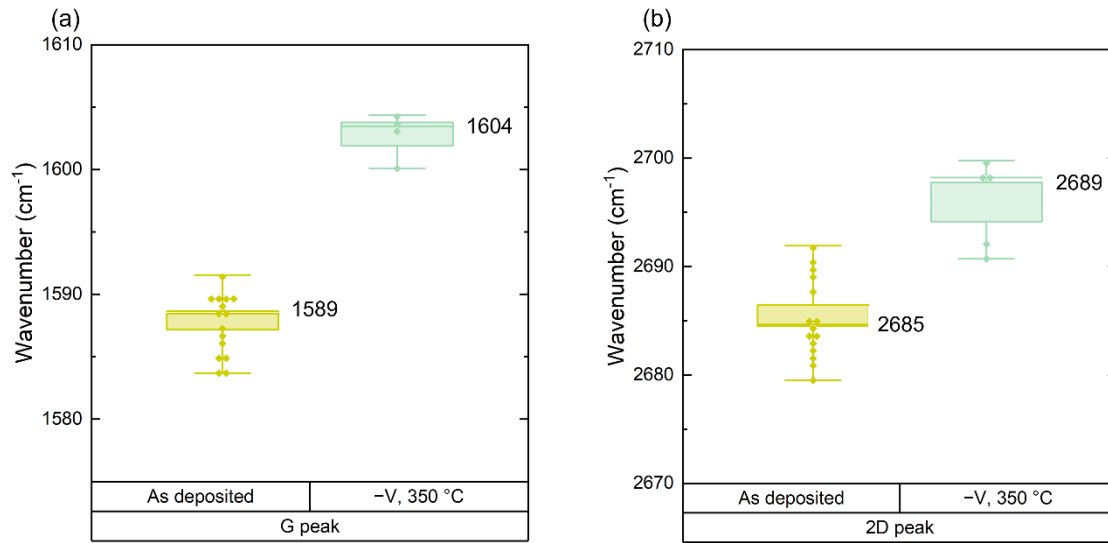 (a)
Wavenumber (cm⁻¹)
1610
1600
1590
1580
1589
1604
As deposited
−V, 350 °C
G peak
(b)
Wavenumber (cm⁻¹)
2710
2700
2690
2680
2670
2685
2689
As deposited
−V, 350 °C
2D peak